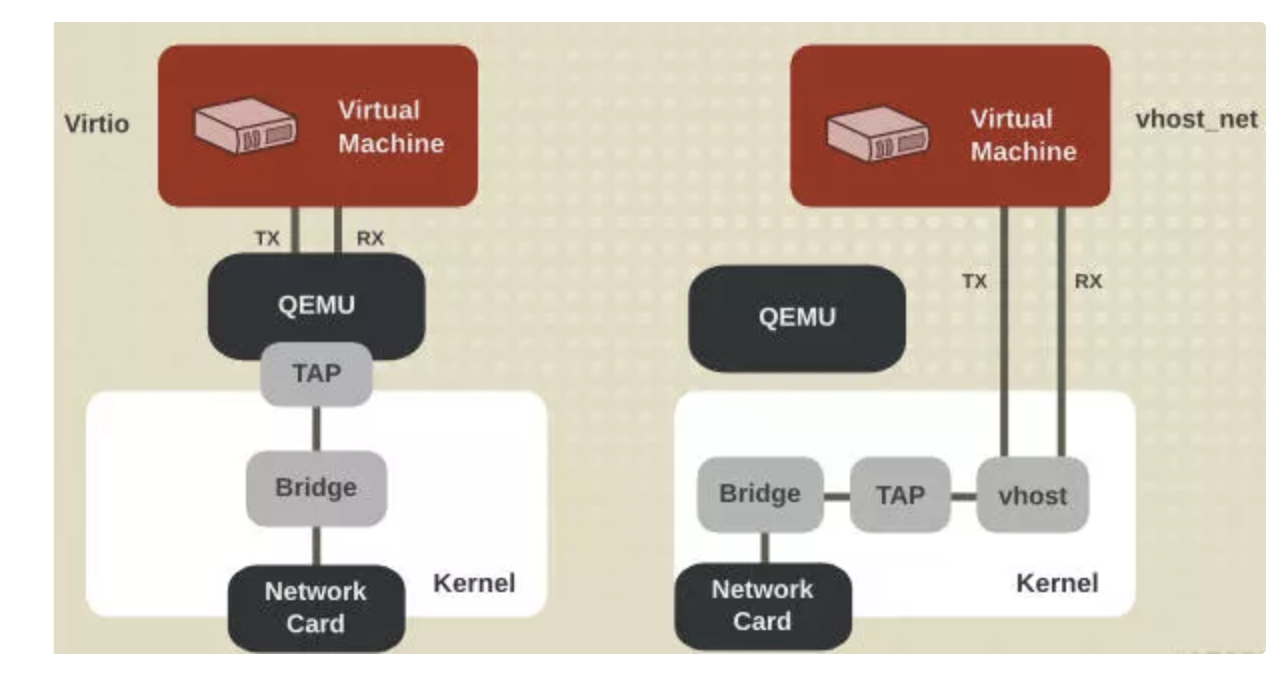 Virtio
Virtual
Machine
TX
RX
QEMU
TAP
Bridge
Network
Card
Kernel
Virtual
Machine
vhost_net
TX
RX
QEMU
Bridge
TAP
vhost
Network
Card
Kernel